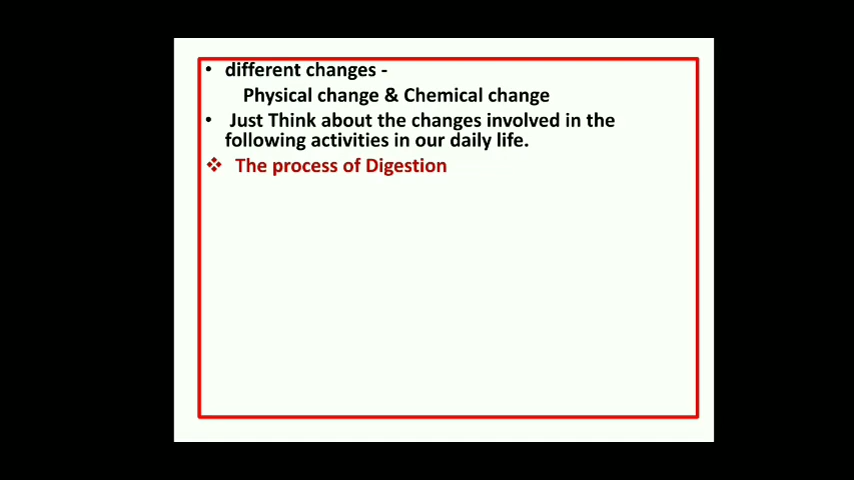 • different changes -
Physical change & Chemical change
• Just Think about the changes involved in the
following activities in our daily life.
❖ The process of Digestion